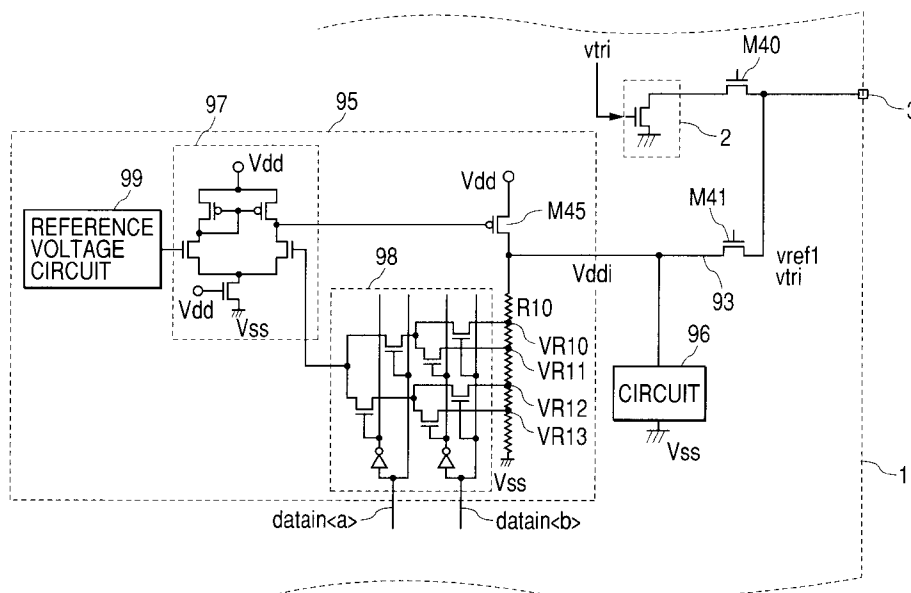 vtri
M40
3
2
97
95
Vdd
99
REFERENCE
VOLTAGE
CIRCUIT
Vdd
Vss
Vdd
M45
M41
Vddi
93
vref1
vtri
98
R10
VR10
VR11
VR12
VR13
Vss
96
CIRCUIT
Vss
1
datain<a>
datain<b>